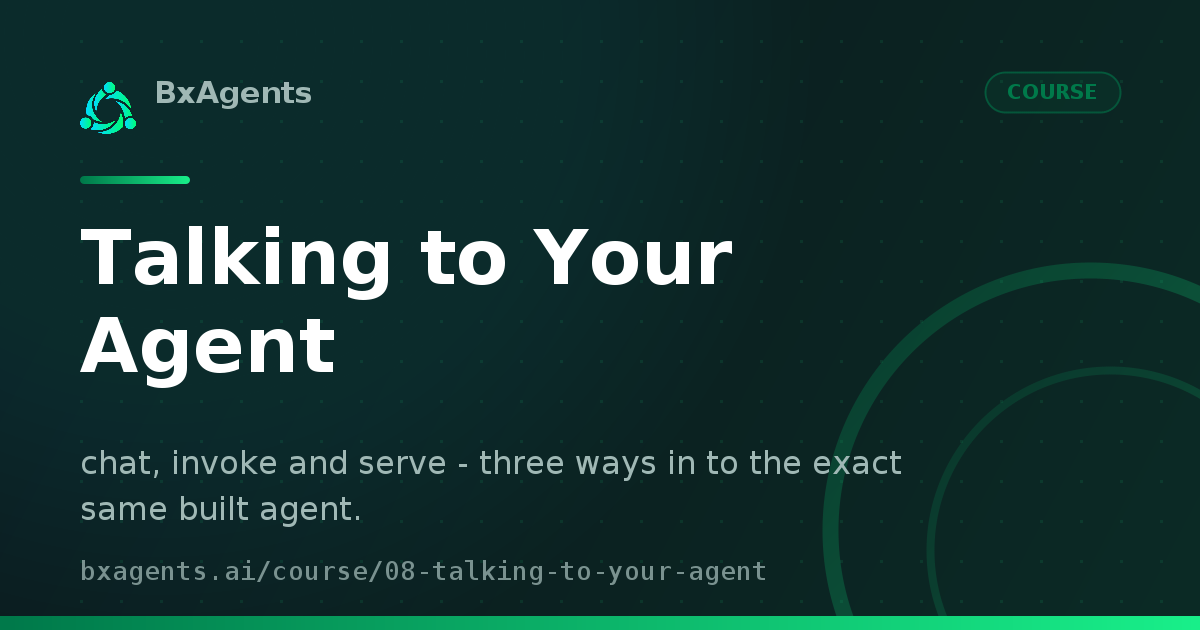 BxAgents
COURSE
Talking to Your
Agent
chat, invoke and serve - three ways in to the exact
same built agent.
bxagents.ai/course/08-talking-to-your-agent